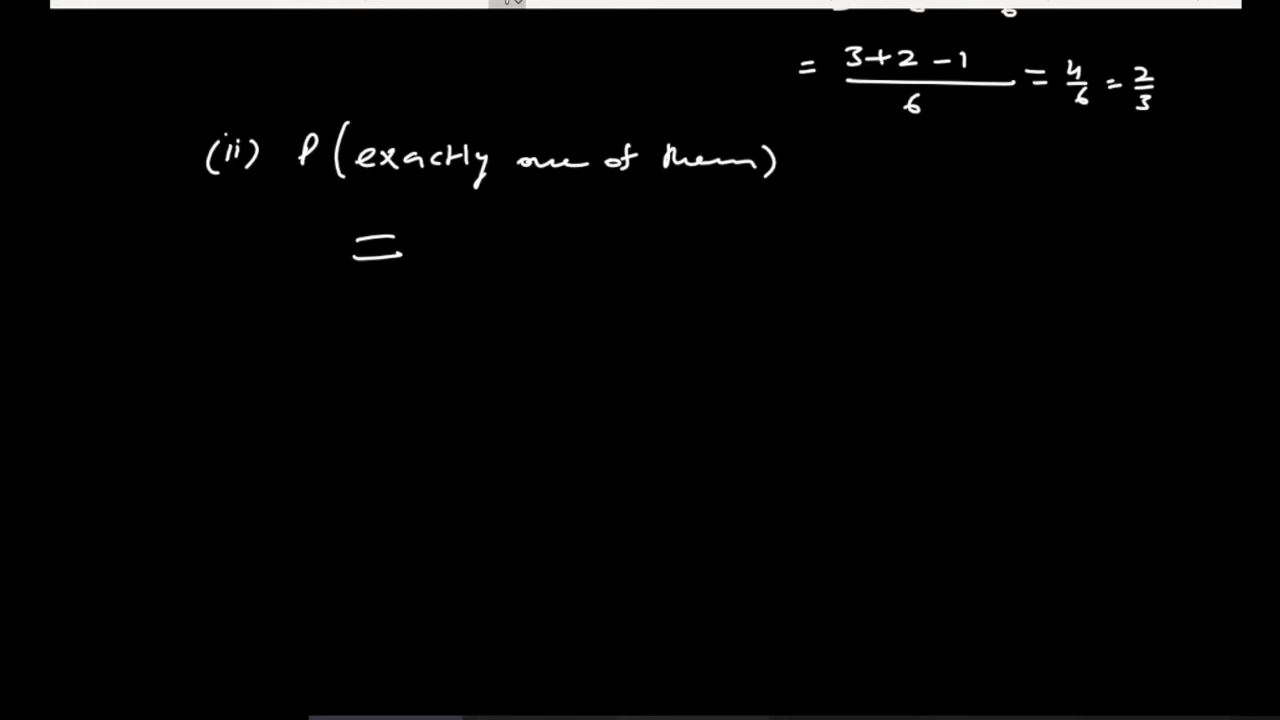 = 3+2-1/6 = 4/6 = 2/3
(ii) P(exactly one of them)
=